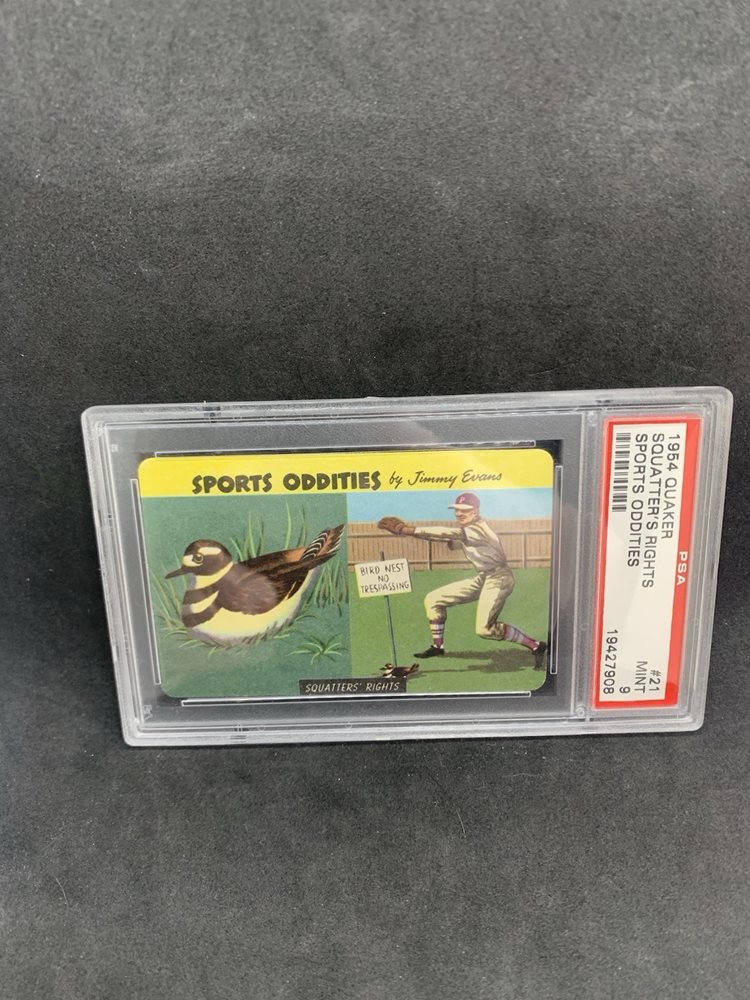 SPORTS ODDITIES by Jimmy Evans
P
BIRD NEST
NO
TRESPASSING
SQUATTERS' RIGHTS
1954 QUAKER
SQUATTER'S RIGHTS
SPORTS ODDITIES
PSA
#21
MINT
9
19427908